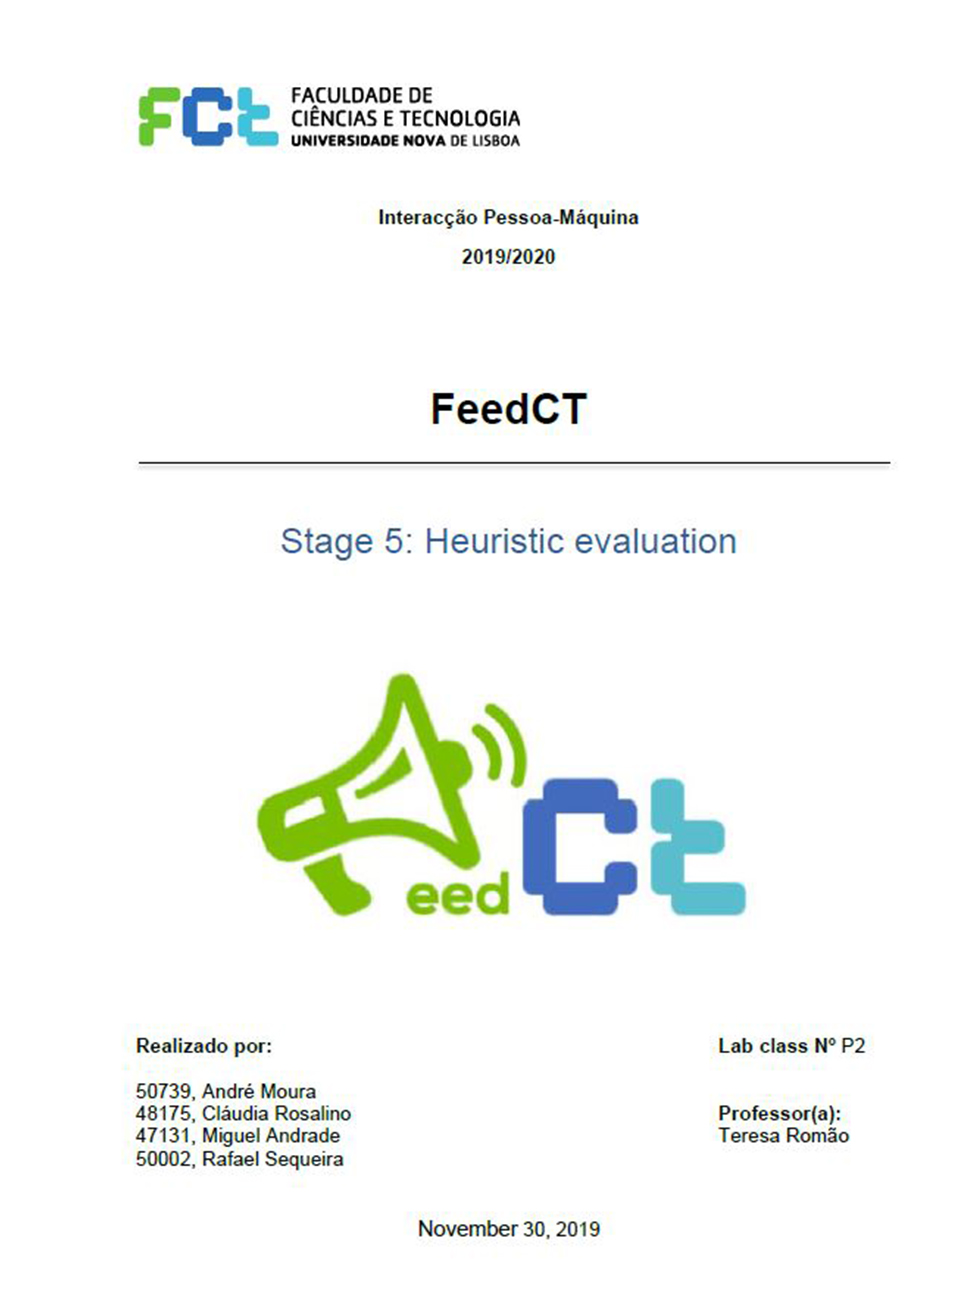 FCt
FACULDADE DE
CIÊNCIAS E TECNOLOGIA
UNIVERSIDADE NOVA DE LISBOA
Interacção Pessoa-Máquina
2019/2020
FeedCT
Stage 5: Heuristic evaluation
eed Ct
Realizado por:
50739, André Moura
48175, Cláudia Rosalino
47131, Miguel Andrade
50002, Rafael Sequeira
Lab class Nº P2
Professor(a):
Teresa Romão
November 30, 2019